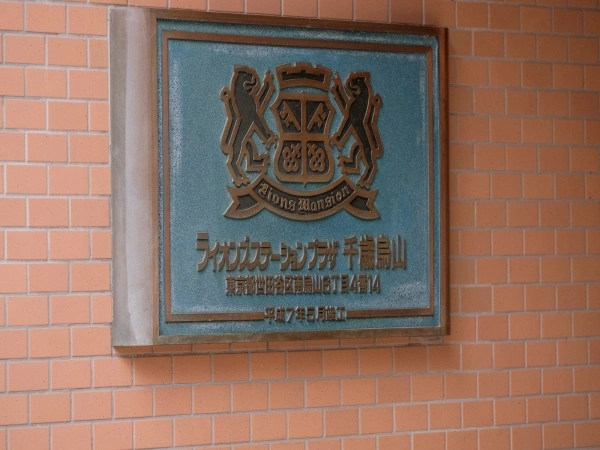 Lions Mansion
ライオンズステーションプラザ 千歳烏山
東京都世田谷区南烏山6丁目4番14
平成7年5月竣工